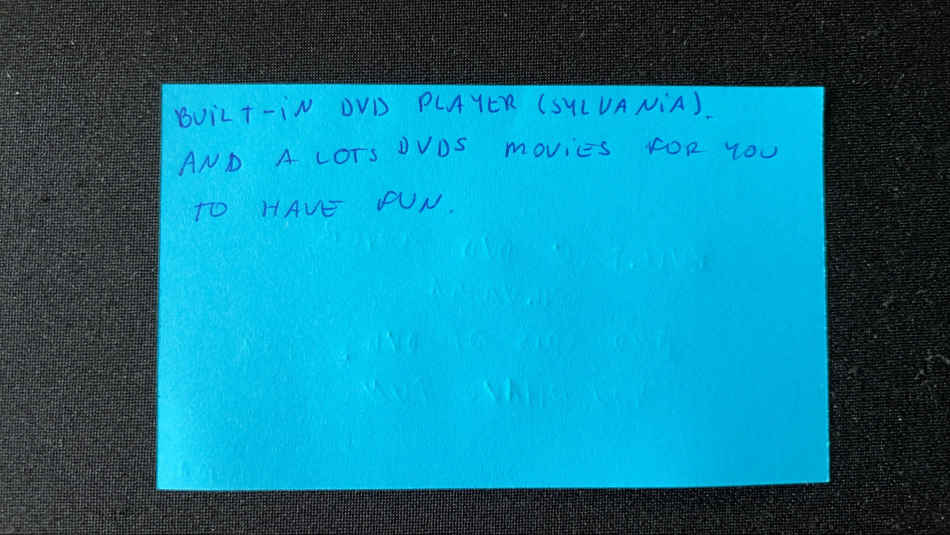 BUILT-iN DVD PLAYER (SYLVANiA).
AND A LOTS DVDS MOViES FOR YOU
TO HAVE FUN.